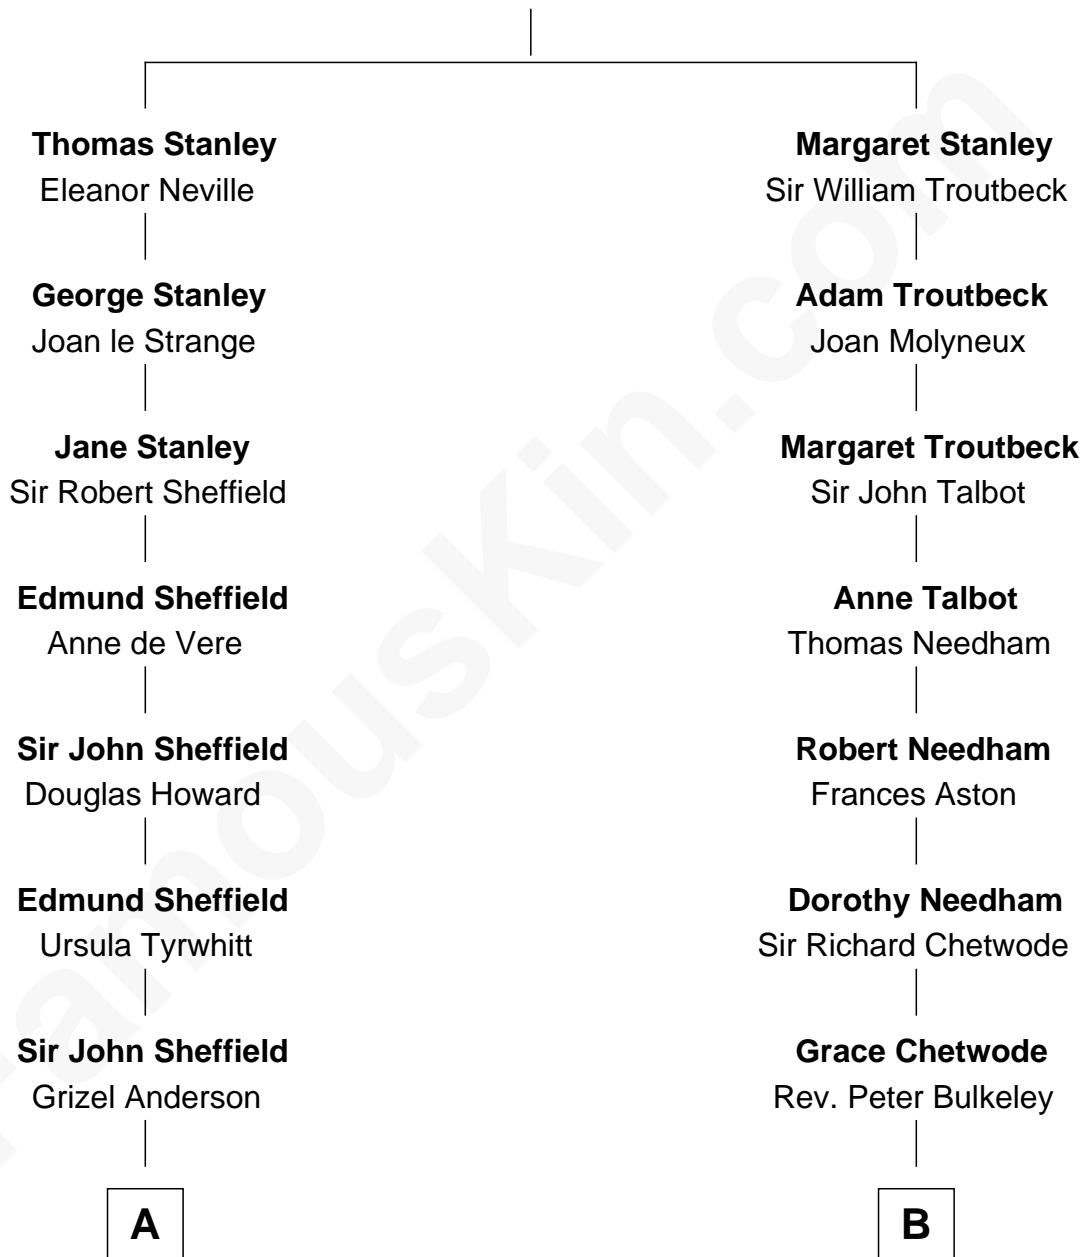 Thomas Stanley
Eleanor Neville
George Stanley
Joan le Strange
Jane Stanley
Sir Robert Sheffield
Edmund Sheffield
Anne de Vere
Sir John Sheffield
Douglas Howard
Edmund Sheffield
Ursula Tyrwhitt
Sir John Sheffield
Grizel Anderson
A
Margaret Stanley
Sir William Troutbeck
Adam Troutbeck
Joan Molyneux
Margaret Troutbeck
Sir John Talbot
Anne Talbot
Thomas Needham
Robert Needham
Frances Aston
Dorothy Needham
Sir Richard Chetwode
Grace Chetwode
Rev. Peter Bulkeley
B
FamousKin.com